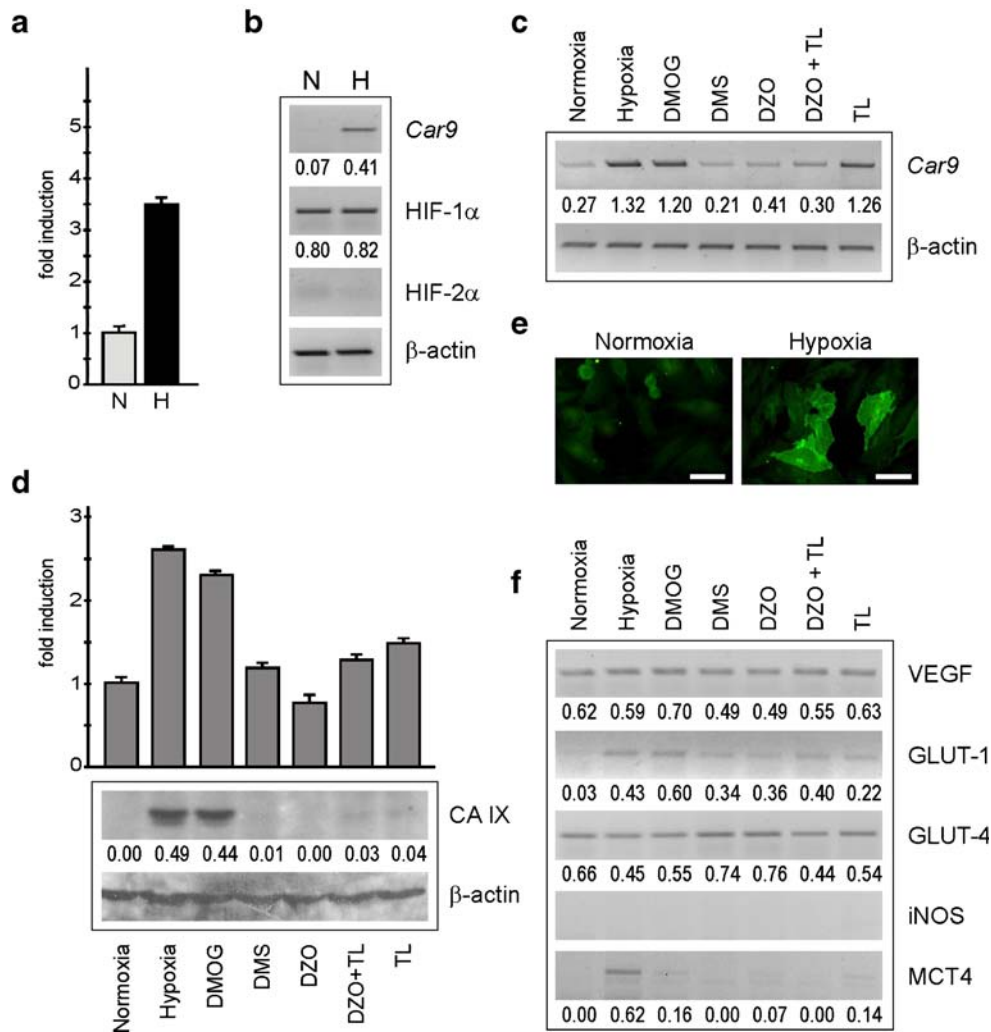 a
fold induction
5
4
3
2
1
0
N H
b
N H
Car9
0.07 0.41
HIF-1α
0.80 0.82
HIF-2α
β-actin
c
Normoxia Hypoxia DMOG DMS DZO DZO + TL TL
Car9
0.27 1.32 1.20 0.21 0.41 0.30 1.26
β-actin
e
Normoxia Hypoxia
d
fold induction
3
2
1
0
CA IX
0.00 0.49 0.44 0.01 0.00 0.03 0.04
β-actin
Normoxia Hypoxia DMOG DMS DZO DZO+TL TL
f
Normoxia Hypoxia DMOG DMS DZO DZO + TL TL
VEGF
0.62 0.59 0.70 0.49 0.49 0.55 0.63
GLUT-1
0.03 0.43 0.60 0.34 0.36 0.40 0.22
GLUT-4
0.66 0.45 0.55 0.74 0.76 0.44 0.54
iNOS
MCT4
0.00 0.62 0.16 0.00 0.07 0.00 0.14